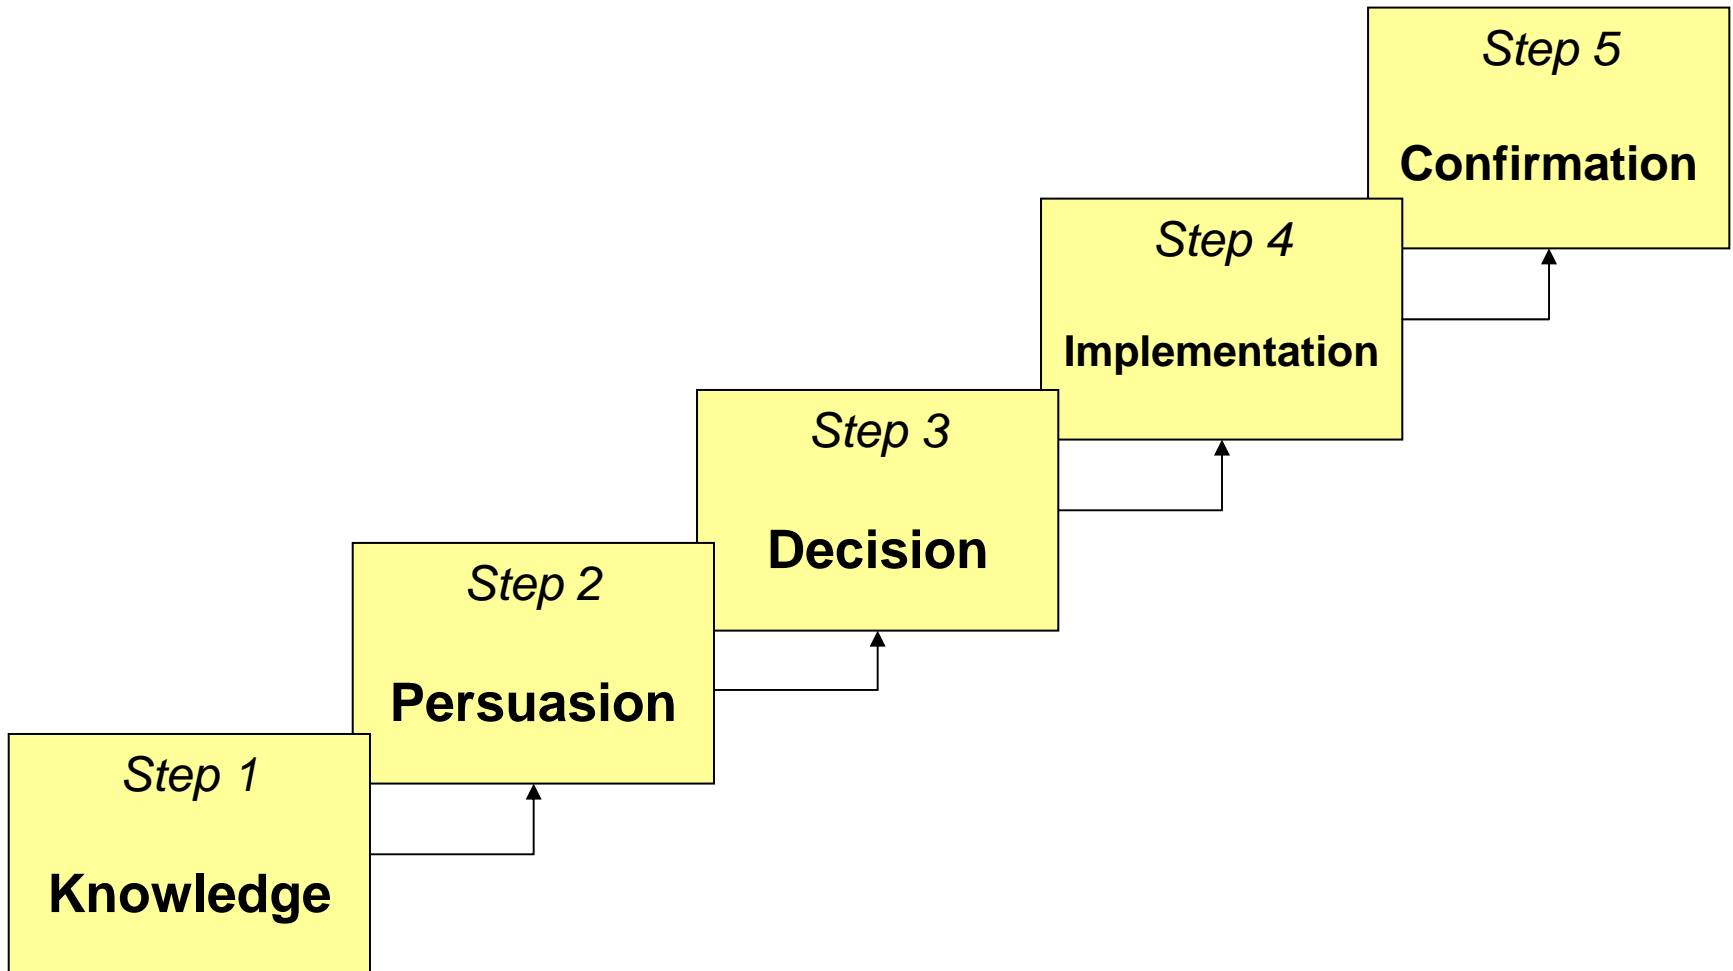 Step 1
Knowledge
Step 2
Persuasion
Step 3
Decision
Step 4
Implementation
Step 5
Confirmation